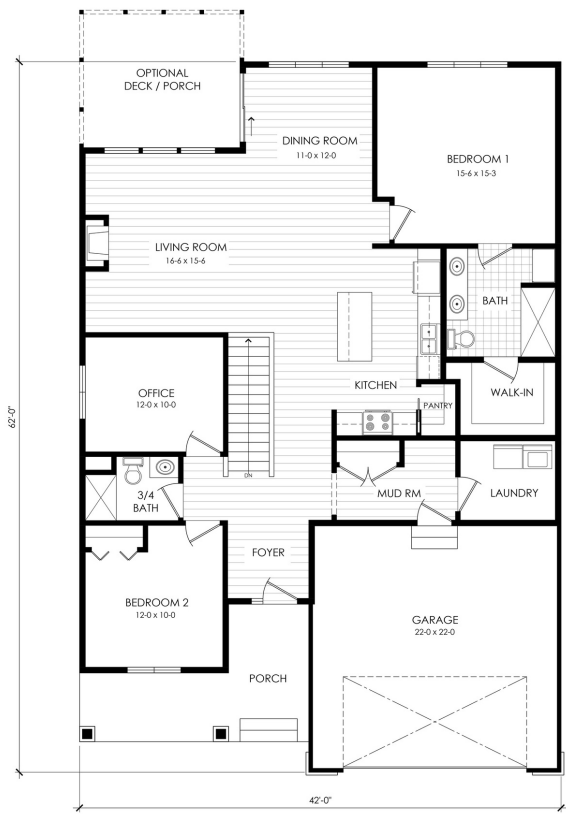 OPTIONAL
DECK / PORCH
DINING ROOM
11-0 x 12-0
BEDROOM 1
15-6 x 15-3
LIVING ROOM
16-6 x 15-6
BATH
OFFICE
12-0 x 10-0
KITCHEN
PANTRY
WALK-IN
62'-0"
DN
3/4
BATH
MUD RM
LAUNDRY
FOYER
BEDROOM 2
12-0 x 10-0
GARAGE
22-0 x 22-0
PORCH
42'-0"